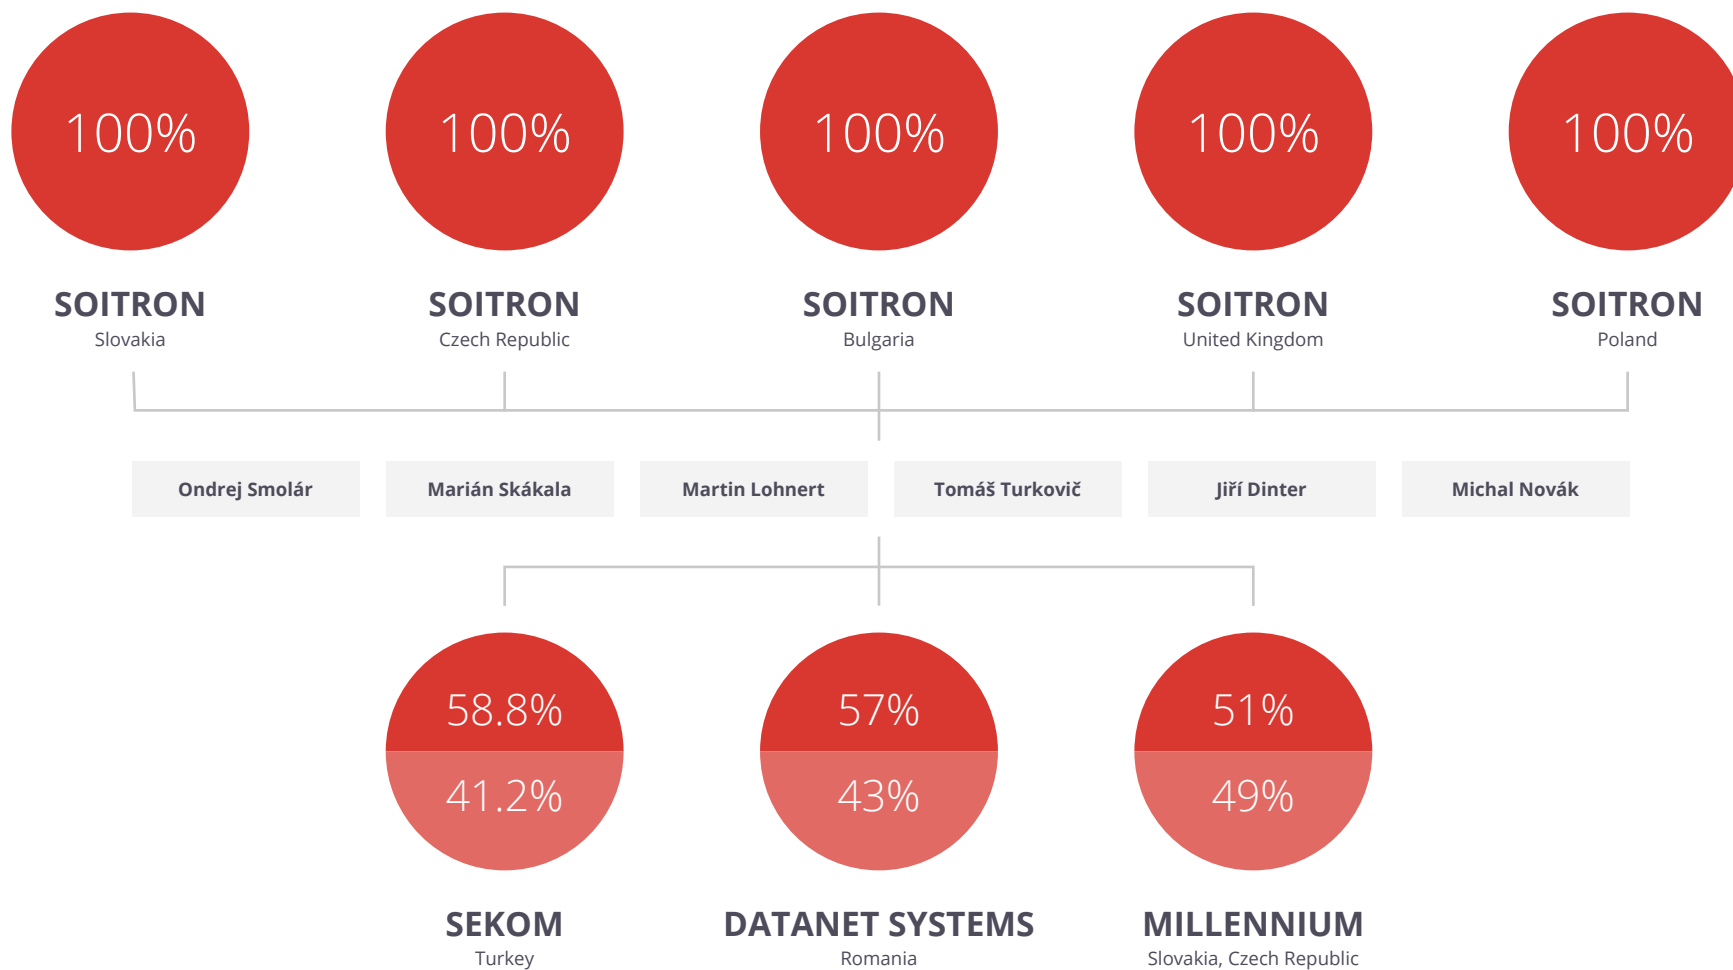 100%
100%
100%
100%
100%
SOITRON
Slovakia
SOITRON
Czech Republic
SOITRON
Bulgaria
SOITRON
United Kingdom
SOITRON
Poland
Ondrej Smolár
Marián Skákala
Martin Lohnert
Tomáš Turkovič
Jiří Dinter
Michal Novák
58.8%
41.2%
57%
43%
51%
49%
SEKOM
Turkey
DATANET SYSTEMS
Romania
MILLENNIUM
Slovakia, Czech Republic